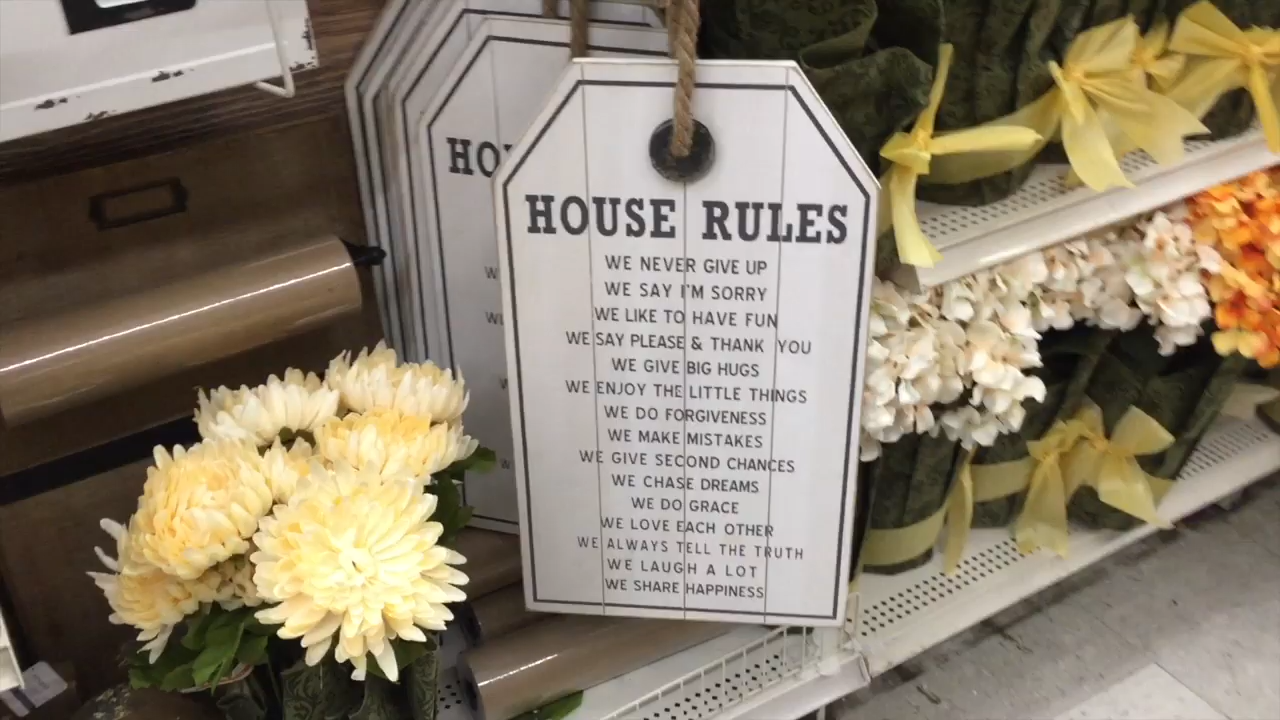 HOUSE RULES
WE NEVER GIVE UP
WE SAY I'M SORRY
WE LIKE TO HAVE FUN
WE SAY PLEASE & THANK YOU
WE GIVE BIG HUGS
WE ENJOY THE LITTLE THINGS
WE DO FORGIVENESS
WE MAKE MISTAKES
WE GIVE SECOND CHANCES
WE CHASE DREAMS
WE DO GRACE
WE LOVE EACH OTHER
WE ALWAYS TELL THE TRUTH
WE LAUGH A LOT
WE SHARE HAPPINESS